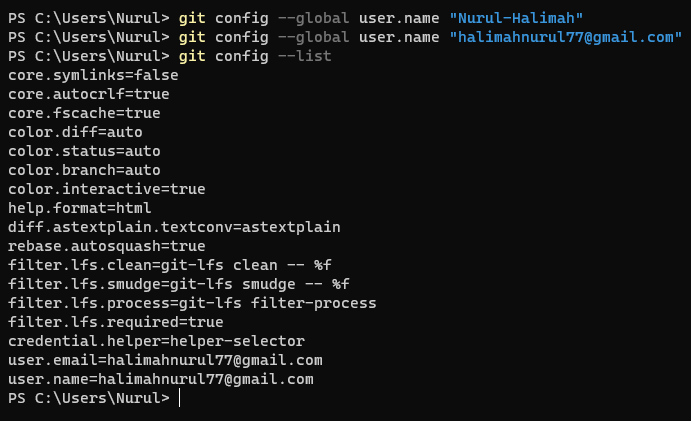 PS C:\Users\Nurul> git config --global user.name "Nurul-Halimah"
PS C:\Users\Nurul> git config --global user.name "halimahnurul77@gmail.com"
PS C:\Users\Nurul> git config --list
core.symlinks=false
core.autocrlf=true
core.fscache=true
color.diff=auto
color.status=auto
color.branch=auto
color.interactive=true
help.format=html
diff.astextplain.textconv=astextplain
rebase.autosquash=true
filter.lfs.clean=git-lfs clean -- %f
filter.lfs.smudge=git-lfs smudge -- %f
filter.lfs.process=git-lfs filter-process
filter.lfs.required=true
credential.helper=helper-selector
user.email=halimahnurul77@gmail.com
user.name=halimahnurul77@gmail.com
PS C:\Users\Nurul>